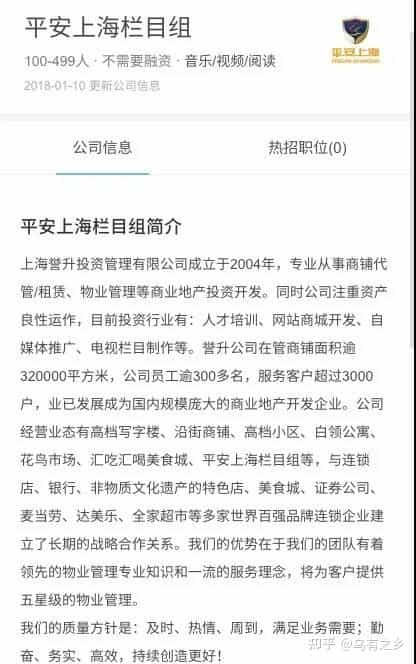 平安上海栏目组
100-499人 · 不需要融资 · 音乐/视频/阅读
2018-01-10 更新公司信息
平安上海
公司信息
热招职位(0)
平安上海栏目组简介
上海誉升投资管理有限公司成立于2004年，专业从事商铺代
管/租赁、物业管理等商业地产投资开发。同时公司注重资产
良性运作，目前投资行业有：人才培训、网站商城开发、自
媒体推广、电视栏目制作等。誉升公司在管商铺面积逾
320000平方米，公司员工逾300多名，服务客户超过3000
户，业已发展成为国内规模庞大的商业地产开发企业。公司
经营业态有高档写字楼、沿街商铺、高档小区、白领公寓、
花鸟市场、汇吃汇喝美食城、平安上海栏目组等，与连锁
店、银行、非物质文化遗产的特色店、美食城、证券公司、
麦当劳、达美乐、全家超市等多家世界百强品牌连锁企业建
立了长期的战略合作关系。我们的优势在于我们的团队有着
领先的物业管理专业知识和一流的服务理念，将为客户提供
五星级的物业管理。
我们的质量方针是：及时、热情、周到，满足业务需要；勤
奋、务实、高效，持续创造更好！
知乎 @乌有之乡